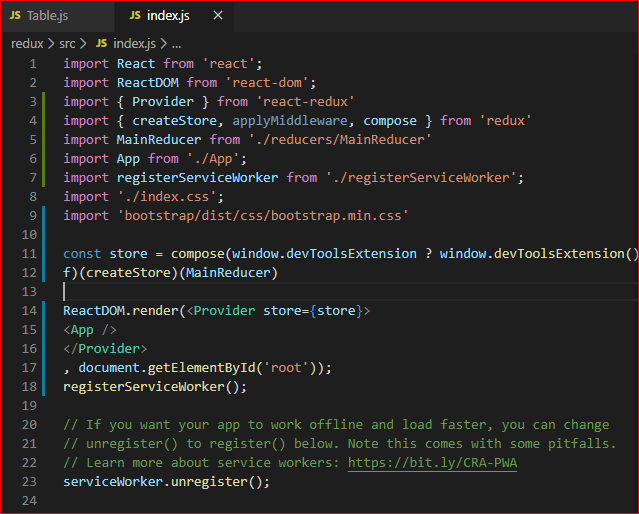 JS Table.js JS index.js ×
redux > src > JS index.js > ...
1 import React from 'react';
2 import ReactDOM from 'react-dom';
3 import { Provider } from 'react-redux'
4 import { createStore, applyMiddleware, compose } from 'redux'
5 import MainReducer from './reducers/MainReducer'
6 import App from './App';
7 import registerServiceWorker from './registerServiceWorker';
8 import './index.css';
9 import 'bootstrap/dist/css/bootstrap.min.css'
10
11 const store = compose(window.devToolsExtension ? window.devToolsExtension()
12 f)(createStore)(MainReducer)
13
14 ReactDOM.render(<Provider store={store}>
15 <App />
16 </Provider>
17 , document.getElementById('root'));
18 registerServiceWorker();
19
20 // If you want your app to work offline and load faster, you can change
21 // unregister() to register() below. Note this comes with some pitfalls.
22 // Learn more about service workers: https://bit.ly/CRA-PWA
23 serviceWorker.unregister();
24